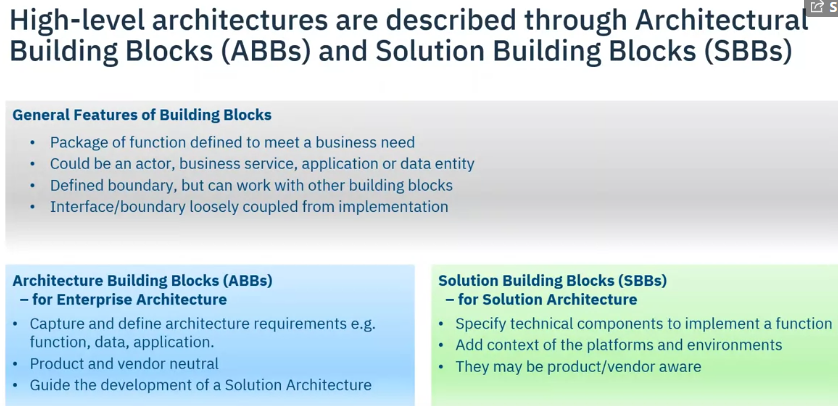 High-level architectures are described through Architectural
Building Blocks (ABBs) and Solution Building Blocks (SBBs)
General Features of Building Blocks
• Package of function defined to meet a business need
• Could be an actor, business service, application or data entity
• Defined boundary, but can work with other building blocks
• Interface/boundary loosely coupled from implementation
Architecture Building Blocks (ABBs)
– for Enterprise Architecture
• Capture and define architecture requirements e.g.
function, data, application.
• Product and vendor neutral
• Guide the development of a Solution Architecture
Solution Building Blocks (SBBs)
– for Solution Architecture
• Specify technical components to implement a function
• Add context of the platforms and environments
• They may be product/vendor aware